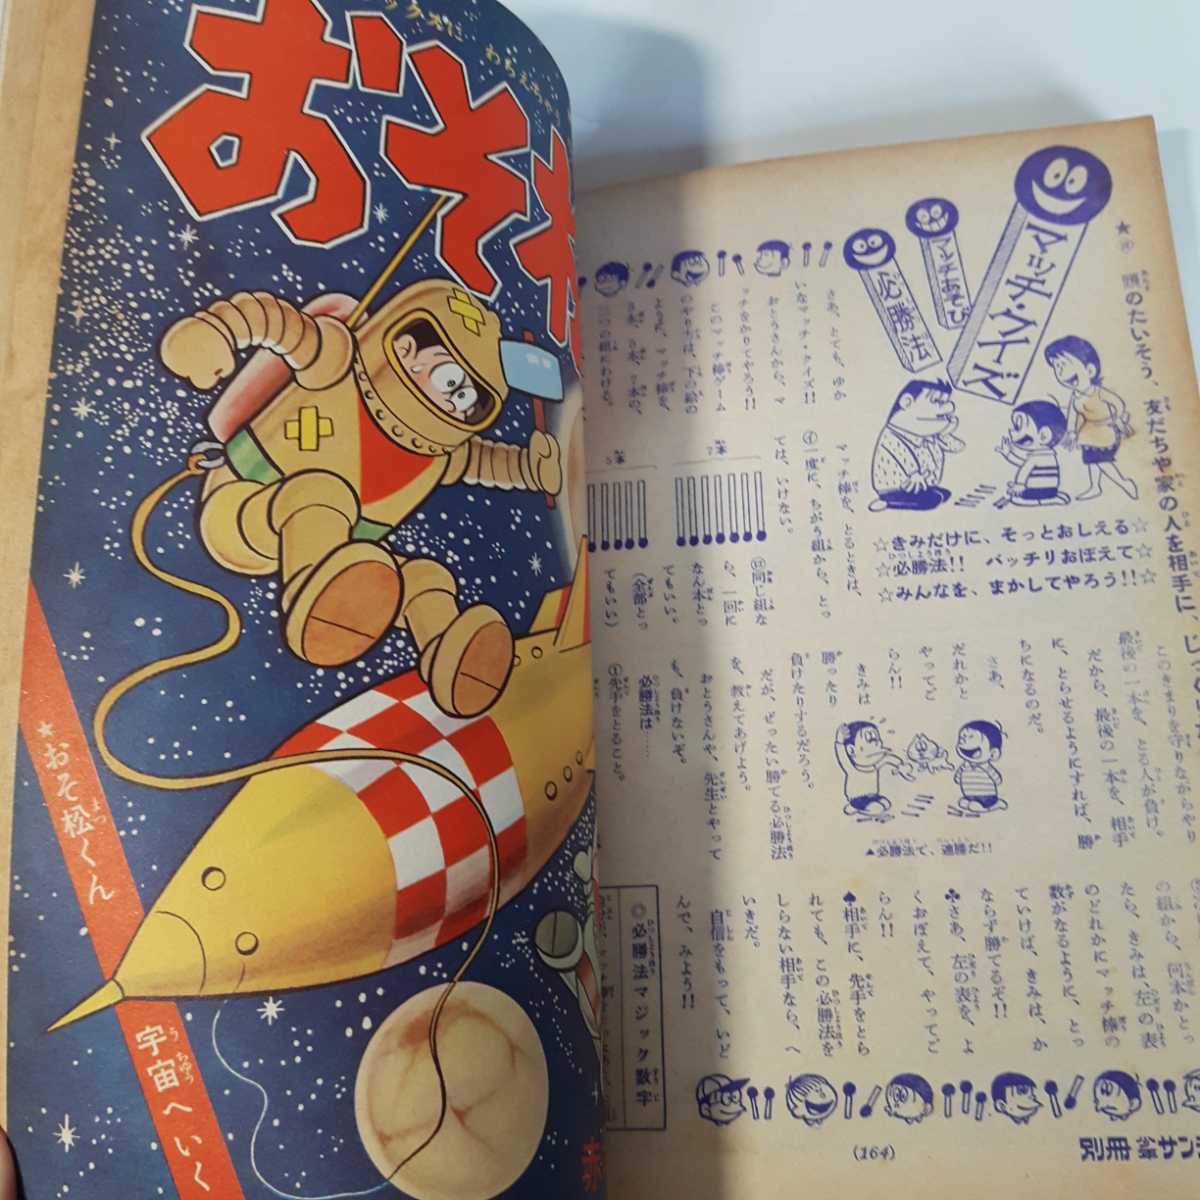 おそ
★おそ松くん
宇宙へいく
マッチ・クイズ
マッチあそび
必勝法
頭のたいそう、友だちや家の人を相手に、
☆きみだけに、そっとおしえる☆
☆必勝法!!　バッチリおぼえて☆
☆みんなを、まかしてやろう!!☆
さあ、とても、ゆか
いなマッチ・クイズ!!
おとうさんから、マ
ッチをかりてやろう!!
このマッチ棒ゲーム
のやり方は、下の絵の
ように、マッチ棒を、
三つの組にわける。
マッチ棒を、とるときは、
㋑一度に、ちがう組から、とっ
ては、いけない。
7本
5本
㋺同じ組な
ら、一回に
なん本とっ
てもいい。
(全部とっ
てもいい)
このきまりを守りながらやり
最後の一本を、とる人が負け。
だから、最後の一本を、相手
に、とらせるようにすれば、勝
ちになるのだ。
さあ、
だれかと
やってご
らん!!
きみは
勝ったり
負けたりするだろう。
だが、ぜったい勝てる必勝法
を、教えてあげよう。
おとうさんや、先生とやって
も、負けないぞ。
必勝法は……
①先手をとること。
▲必勝法で、連勝だ!!
の組から、何本かとっ
たら、きみは、左の表
のどれかにマッチ棒の
数がなるように、とっ
ていけば、きみは、か
ならず勝てるぞ!!
♣さあ、左の表を、よ
くおぼえて、やってご
らん!!
♠相手に、先手をとら
れても、この必勝法を
しらない相手なら、へ
いきだ。
自信をもって、いど
んで、みよう!!
◎必勝法マジック数字
(164)
別冊 少年サンデ